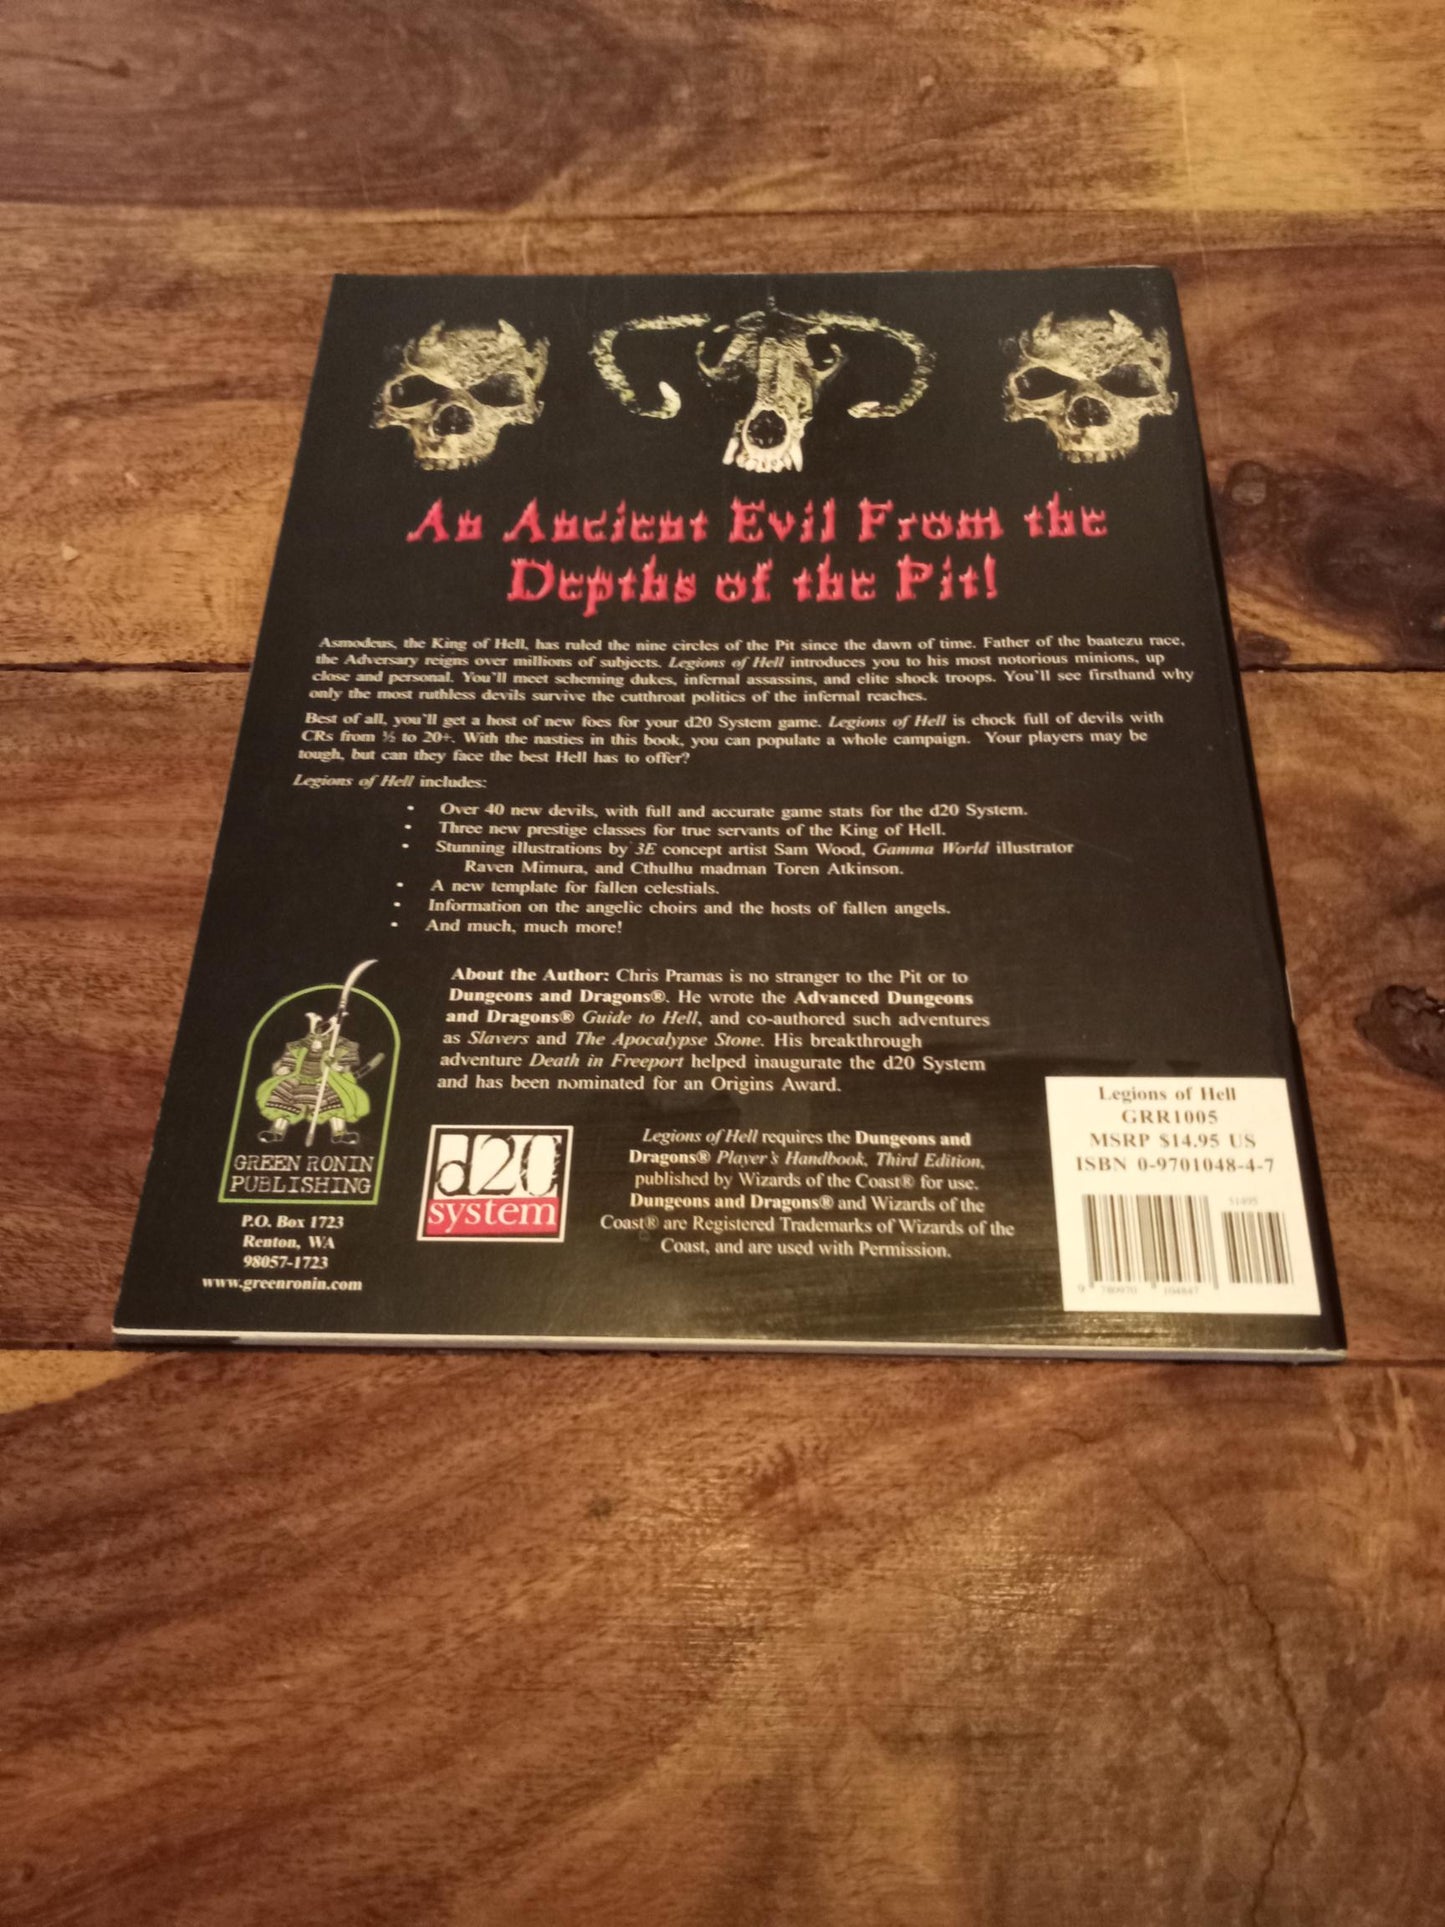 An Ancient Evil From the
Depths of the Pit!
Asmodeus, the King of Hell, has ruled the nine circles of the Pit since the dawn of time. Father of the baatezu race,
the Adversary reigns over millions of subjects. Legions of Hell introduces you to his most notorious minions, up
close and personal. You'll meet scheming dukes, infernal assassins, and elite shock troops. You'll see firsthand why
only the most ruthless devils survive the cutthroat politics of the infernal reaches.
Best of all, you'll get a host of new foes for your d20 System game. Legions of Hell is chock full of devils with
CRs from ½ to 20+. With the nasties in this book, you can populate a whole campaign. Your players may be
tough, but can they face the best Hell has to offer?
Legions of Hell includes:
• Over 40 new devils, with full and accurate game stats for the d20 System.
• Three new prestige classes for true servants of the King of Hell.
• Stunning illustrations by 3E concept artist Sam Wood, Gamma World illustrator
Raven Mimura, and Cthulhu madman Toren Atkinson.
• A new template for fallen celestials.
• Information on the angelic choirs and the hosts of fallen angels.
• And much, much more!
About the Author: Chris Pramas is no stranger to the Pit or to
Dungeons and Dragons®. He wrote the Advanced Dungeons
and Dragons® Guide to Hell, and co-authored such adventures
as Slavers and The Apocalypse Stone. His breakthrough
adventure Death in Freeport helped inaugurate the d20 System
and has been nominated for an Origins Award.
GREEN RONIN
PUBLISHING
P.O. Box 1723
Renton, WA
98057-1723
www.greenronin.com
d20
system
Legions of Hell requires the Dungeons and
Dragons® Player's Handbook, Third Edition,
published by Wizards of the Coast® for use.
Dungeons and Dragons® and Wizards of the
Coast® are Registered Trademarks of Wizards of the
Coast, and are used with Permission.
Legions of Hell
GRR1005
MSRP $14.95 US
ISBN 0-9701048-4-7
51495
9 780970 104847